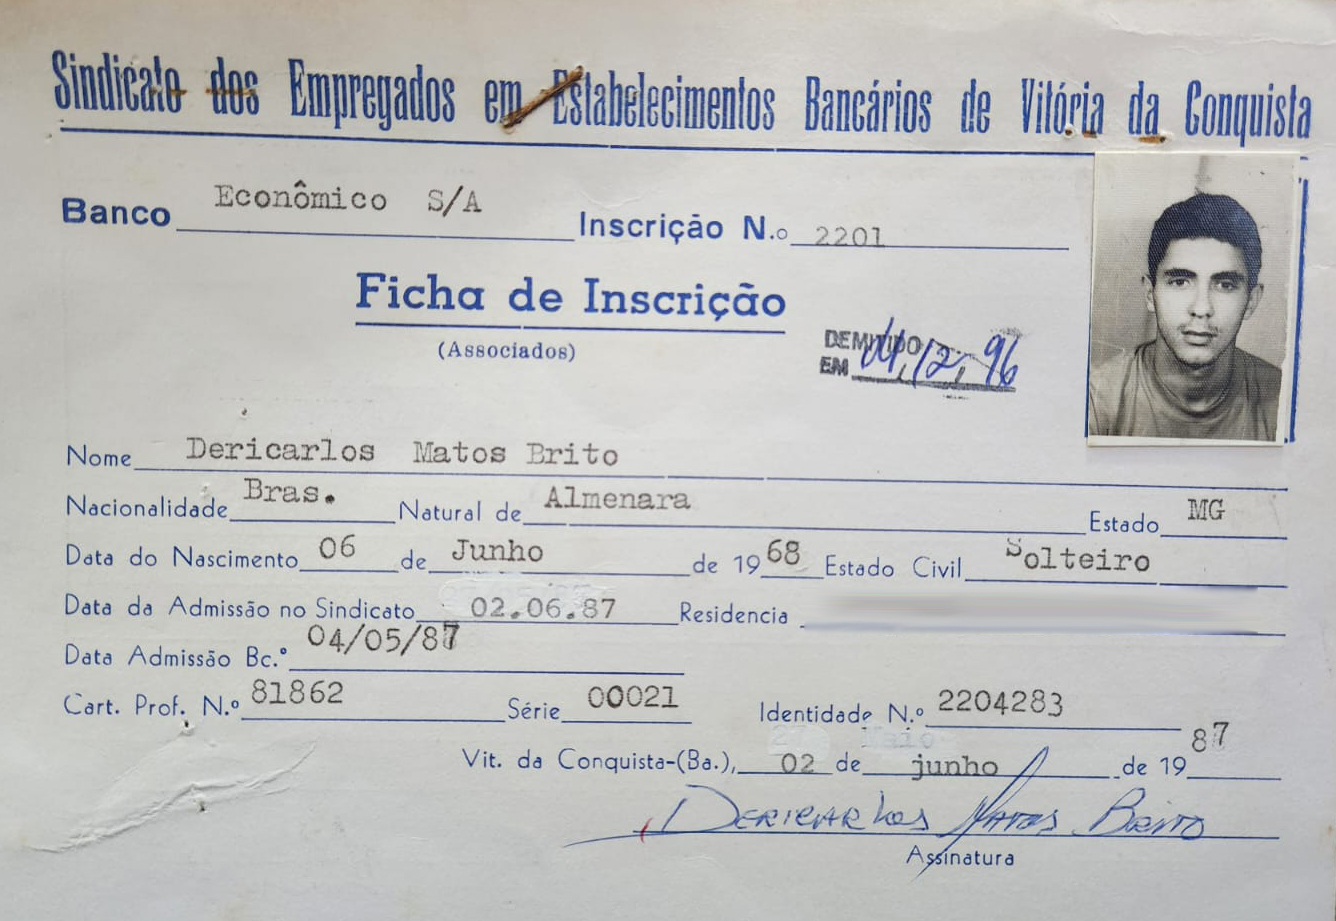 Sindicato dos Empregados em Estabelecimentos Bancários de Vitória da Conquista
Banco Econômico S/A Inscrição N.º 2201
Ficha de Inscrição
(Associados)
DEMITIDO
EM 04, 12, 96
Nome Dericarlos Matos Brito
Nacionalidade Bras. Natural de Almenara Estado MG
Data do Nascimento 06 de Junho de 1968 Estado Civil Solteiro
Data da Admissão no Sindicato 02.06.87 Residencia
Data Admissão Bc.º 04/05/87
Cart. Prof. N.º 81862 Série 00021 Identidade N.º 2204283
Vit. da Conquista-(Ba.), 02 de junho de 1987
Dericarlos Matos Brito
Assinatura